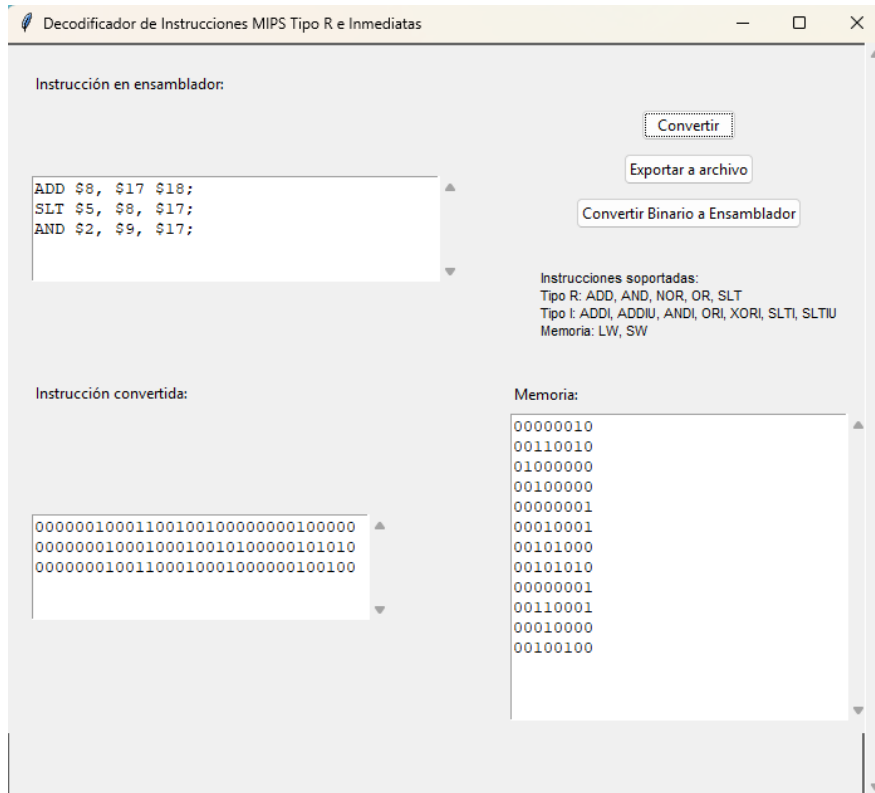 Decodificador de Instrucciones MIPS Tipo R e Inmediatas
Instrucción en ensamblador:
Convertir
Exportar a archivo
Convertir Binario a Ensamblador
ADD $8, $17 $18;
SLT $5, $8, $17;
AND $2, $9, $17;
Instrucciones soportadas:
Tipo R: ADD, AND, NOR, OR, SLT
Tipo I: ADDI, ADDIU, ANDI, ORI, XORI, SLTI, SLTIU
Memoria: LW, SW
Instrucción convertida:
00000010001100100100000000100000
00000001000100010010100000101010
00000001001100010001000000100100
Memoria:
00000010
00110010
01000000
00100000
00000001
00010001
00101000
00101010
00000001
00110001
00010000
00100100